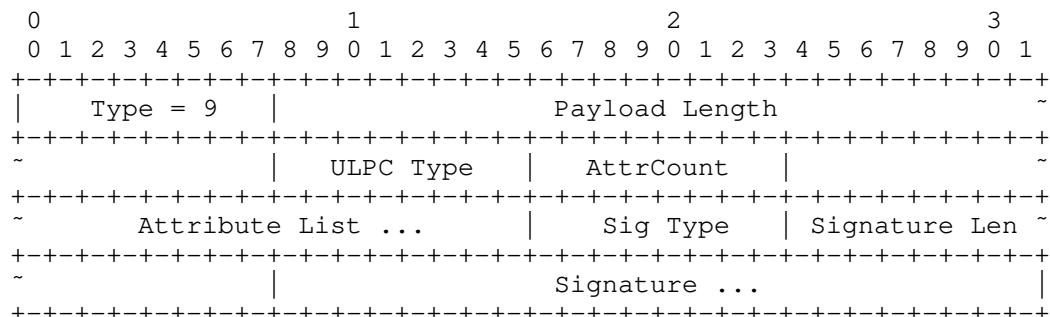 0                   1                   2                   3
 0 1 2 3 4 5 6 7 8 9 0 1 2 3 4 5 6 7 8 9 0 1 2 3 4 5 6 7 8 9 0 1
+-+-+-+-+-+-+-+-+-+-+-+-+-+-+-+-+-+-+-+-+-+-+-+-+-+-+-+-+-+-+-+-+
|    Type = 9   |                 Payload Length                ~
+-+-+-+-+-+-+-+-+-+-+-+-+-+-+-+-+-+-+-+-+-+-+-+-+-+-+-+-+-+-+-+-+
~               |   ULPC Type   |   AttrCount   |               ~
+-+-+-+-+-+-+-+-+-+-+-+-+-+-+-+-+-+-+-+-+-+-+-+-+-+-+-+-+-+-+-+-+
~       Attribute List ...      |    Sig Type   | Signature Len ~
+-+-+-+-+-+-+-+-+-+-+-+-+-+-+-+-+-+-+-+-+-+-+-+-+-+-+-+-+-+-+-+-+
~               |                 Signature ...                 |
+-+-+-+-+-+-+-+-+-+-+-+-+-+-+-+-+-+-+-+-+-+-+-+-+-+-+-+-+-+-+-+-+